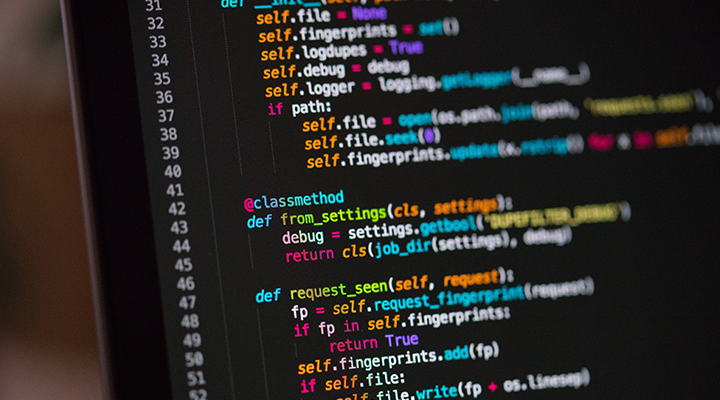 31 def __init__(self, path
32 self.file = None
33 self.fingerprints = set()
34 self.logdupes = True
35 self.debug = debug
36 self.logger = logging.getLogger(__name__)
37 if path:
38 self.file = open(os.path.join(path, 'requests.seen'),
39 self.file.seek(0)
40 self.fingerprints.update(x.rstrip() for x in self.file
41
42 @classmethod
43 def from_settings(cls, settings):
44 debug = settings.getbool('DUPEFILTER_DEBUG')
45 return cls(job_dir(settings), debug)
46
47 def request_seen(self, request):
48 fp = self.request_fingerprint(request)
49 if fp in self.fingerprints:
50 return True
51 self.fingerprints.add(fp)
52 if self.file:
self.file.write(fp + os.linesep)